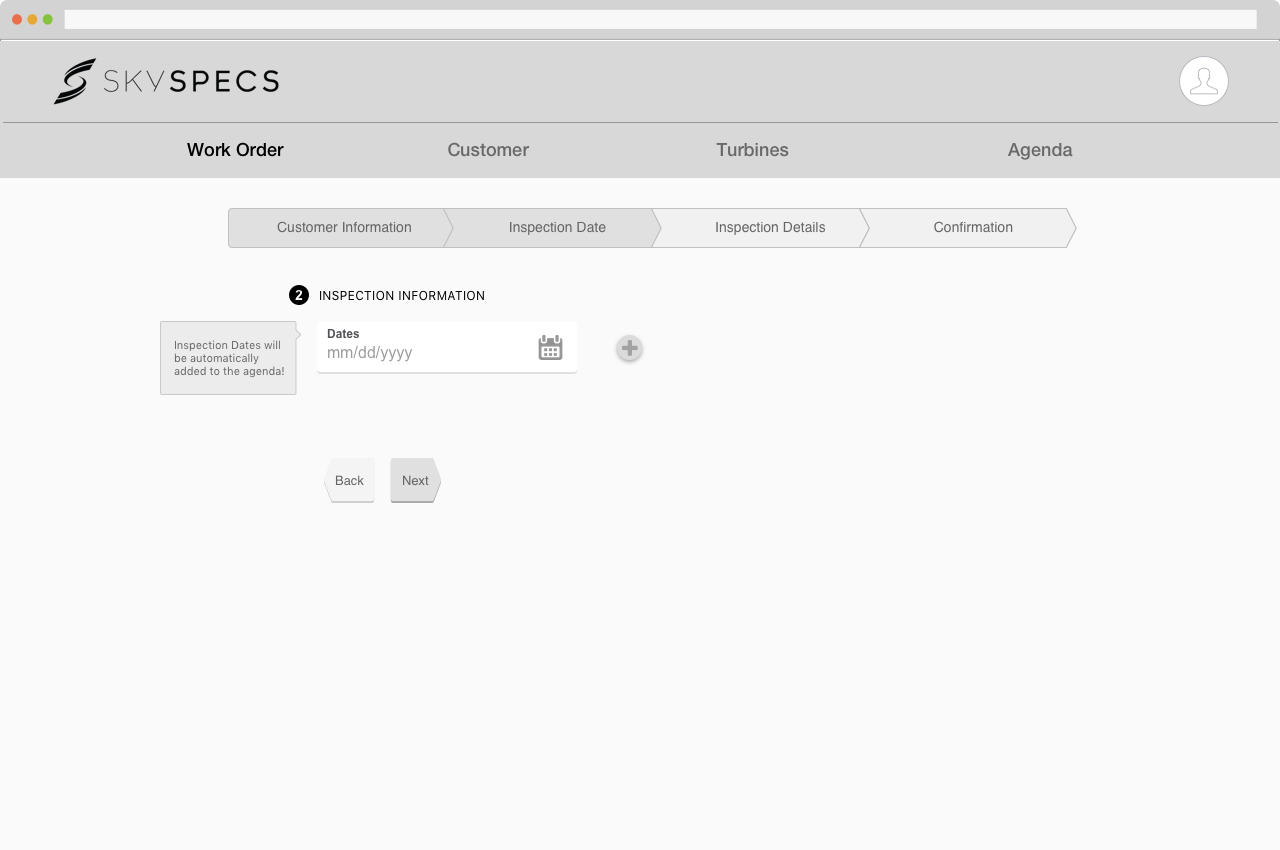 SKYSPECS
Work Order
Customer
Turbines
Agenda
Customer Information
Inspection Date
Inspection Details
Confirmation
2 INSPECTION INFORMATION
Inspection Dates will
be automatically
added to the agenda!
Dates
mm/dd/yyyy
Back
Next